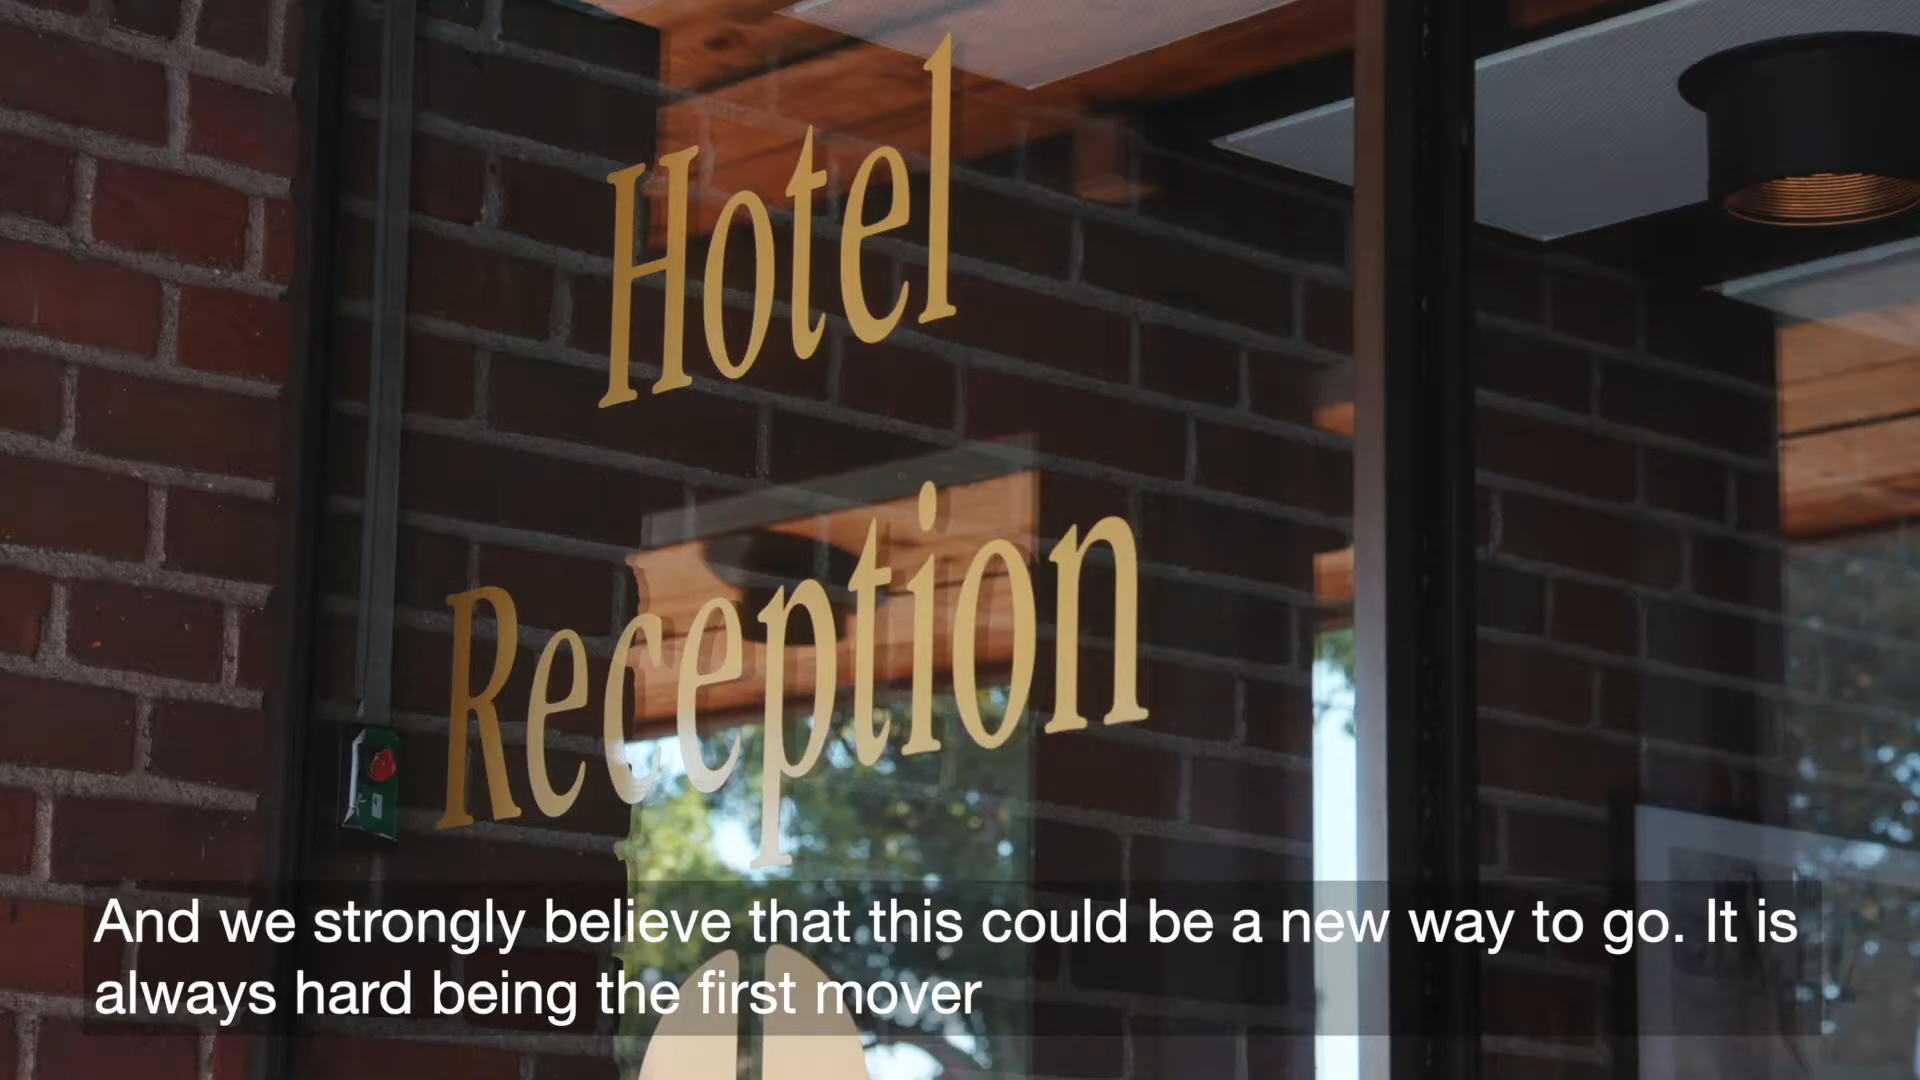 Hotel
Reception
And we strongly believe that this could be a new way to go. It is
always hard being the first mover